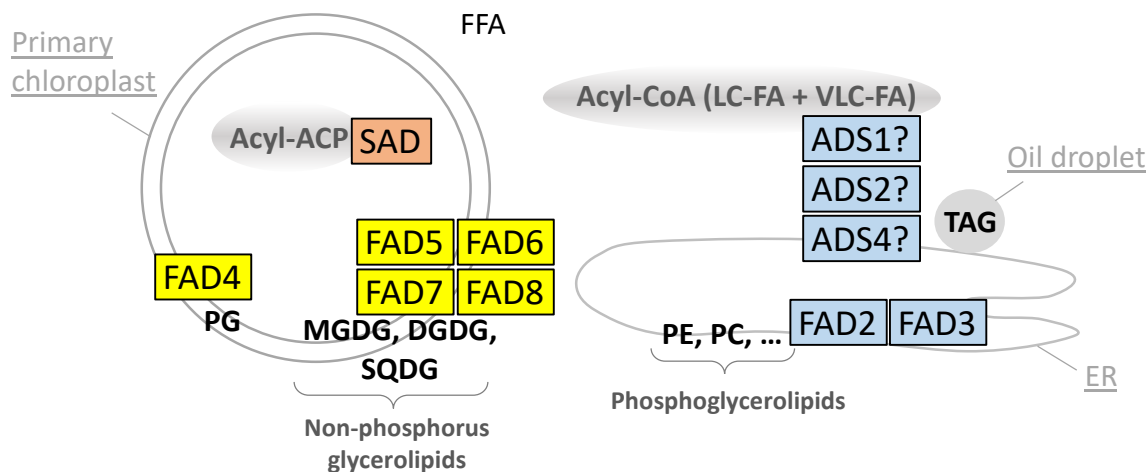 FFA
Primary
chloroplast
Acyl-ACP
SAD
FAD5
FAD6
FAD4
FAD7
FAD8
PG
MGDG, DGDG,
SQDG
Non-phosphorus
glycerolipids
Acyl-CoA (LC-FA + VLC-FA)
ADS1?
ADS2?
ADS4?
Oil droplet
TAG
PE, PC, ...
FAD2
FAD3
Phosphoglycerolipids
ER